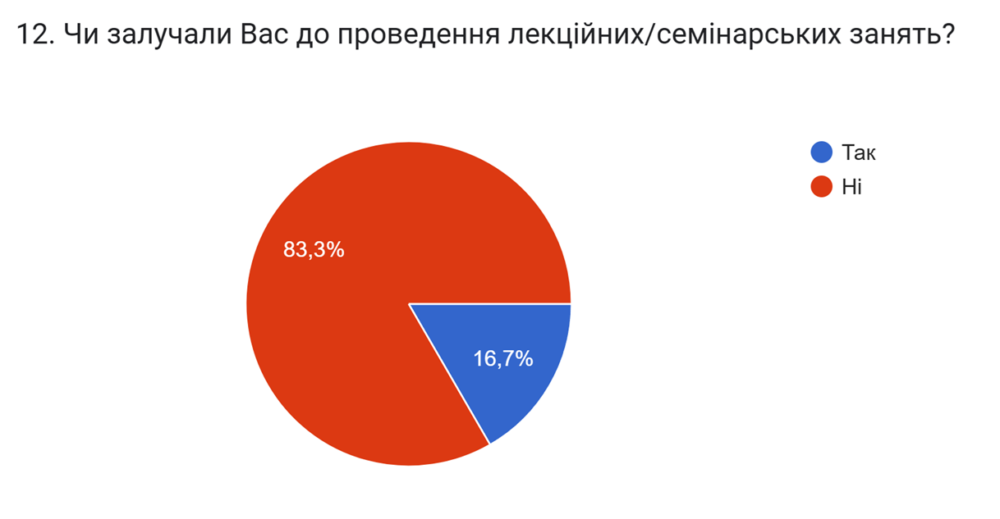 12. Чи залучали Вас до проведення лекційних/семінарських занять?
Так
Ні
83,3%
16,7%